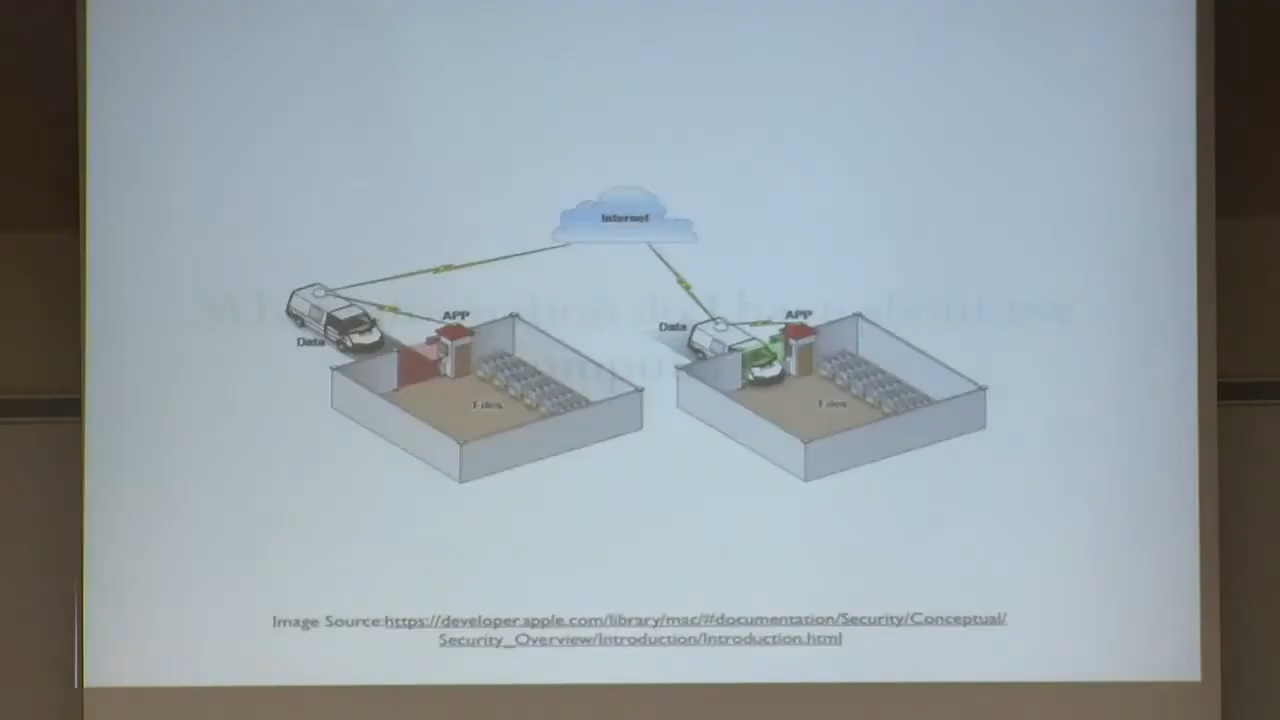 Internet
APP
APP
Data
Data
Files
Files
Image Source:https://developer.apple.com/library/mac/#documentation/Security/Conceptual/
Security_Overview/Introduction/Introduction.html